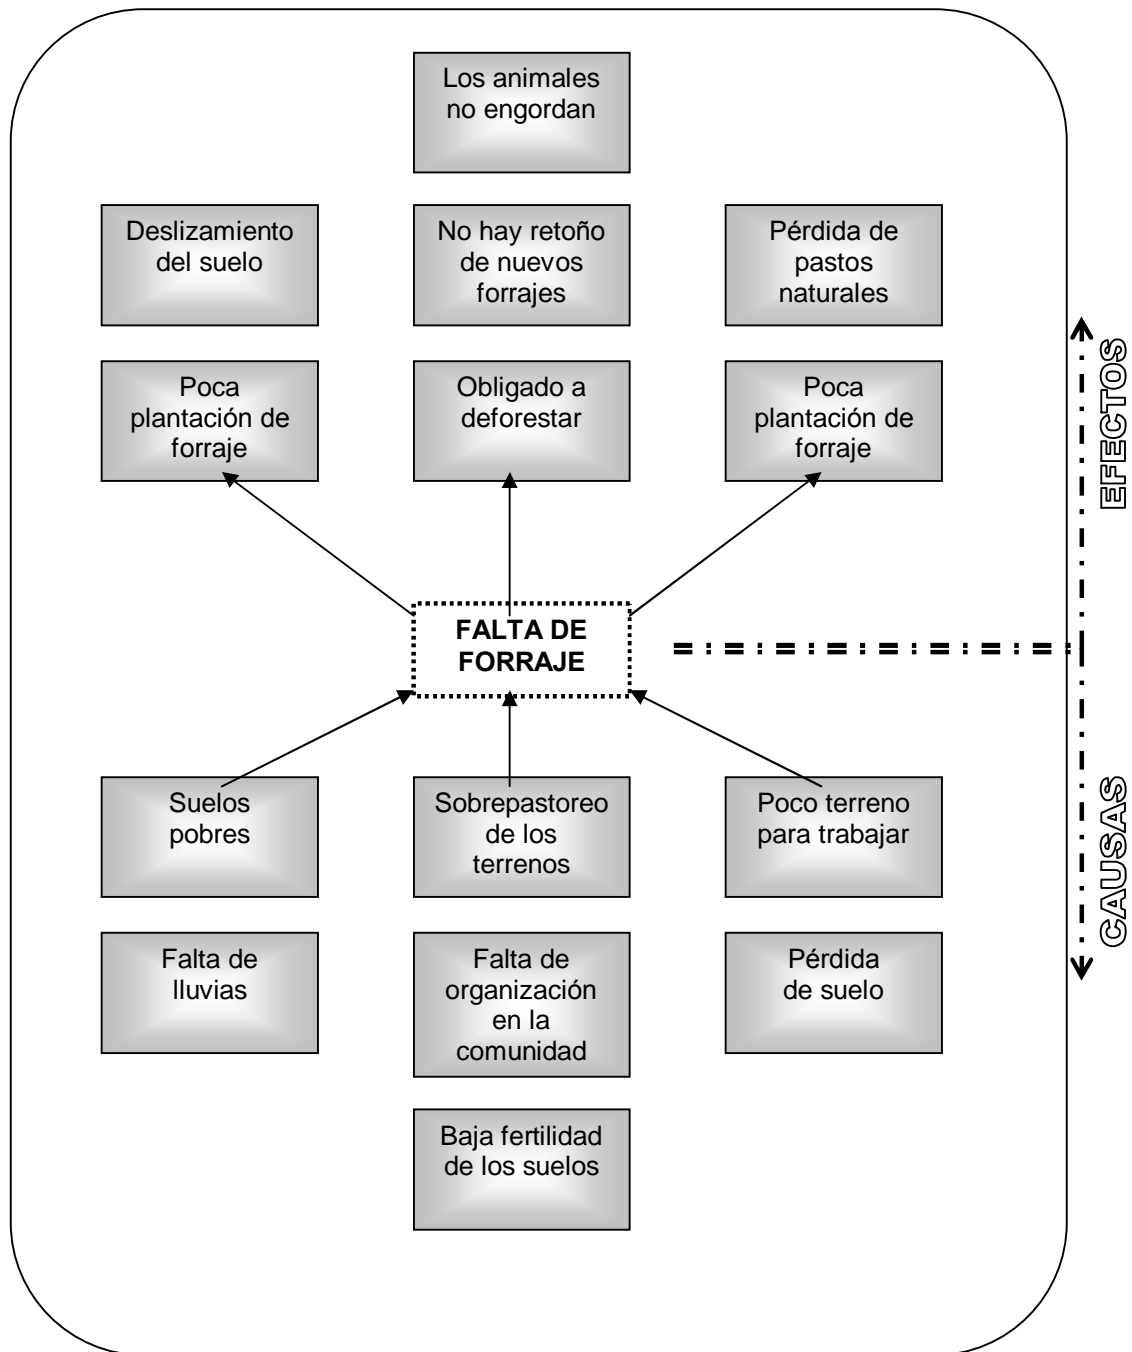 Los animales
no engordan
Deslizamiento
del suelo
No hay retoño
de nuevos
forrajes
Pérdida de
pastos
naturales
Poca
plantación de
forraje
Obligado a
deforestar
Poca
plantación de
forraje
EFECTOS
FALTA DE
FORRAJE
Suelos
pobres
Sobrepastoreo
de los
terrenos
Poco terreno
para trabajar
CAUSAS
Falta de
lluvias
Falta de
organización
en la
comunidad
Pérdida
de suelo
Baja fertilidad
de los suelos